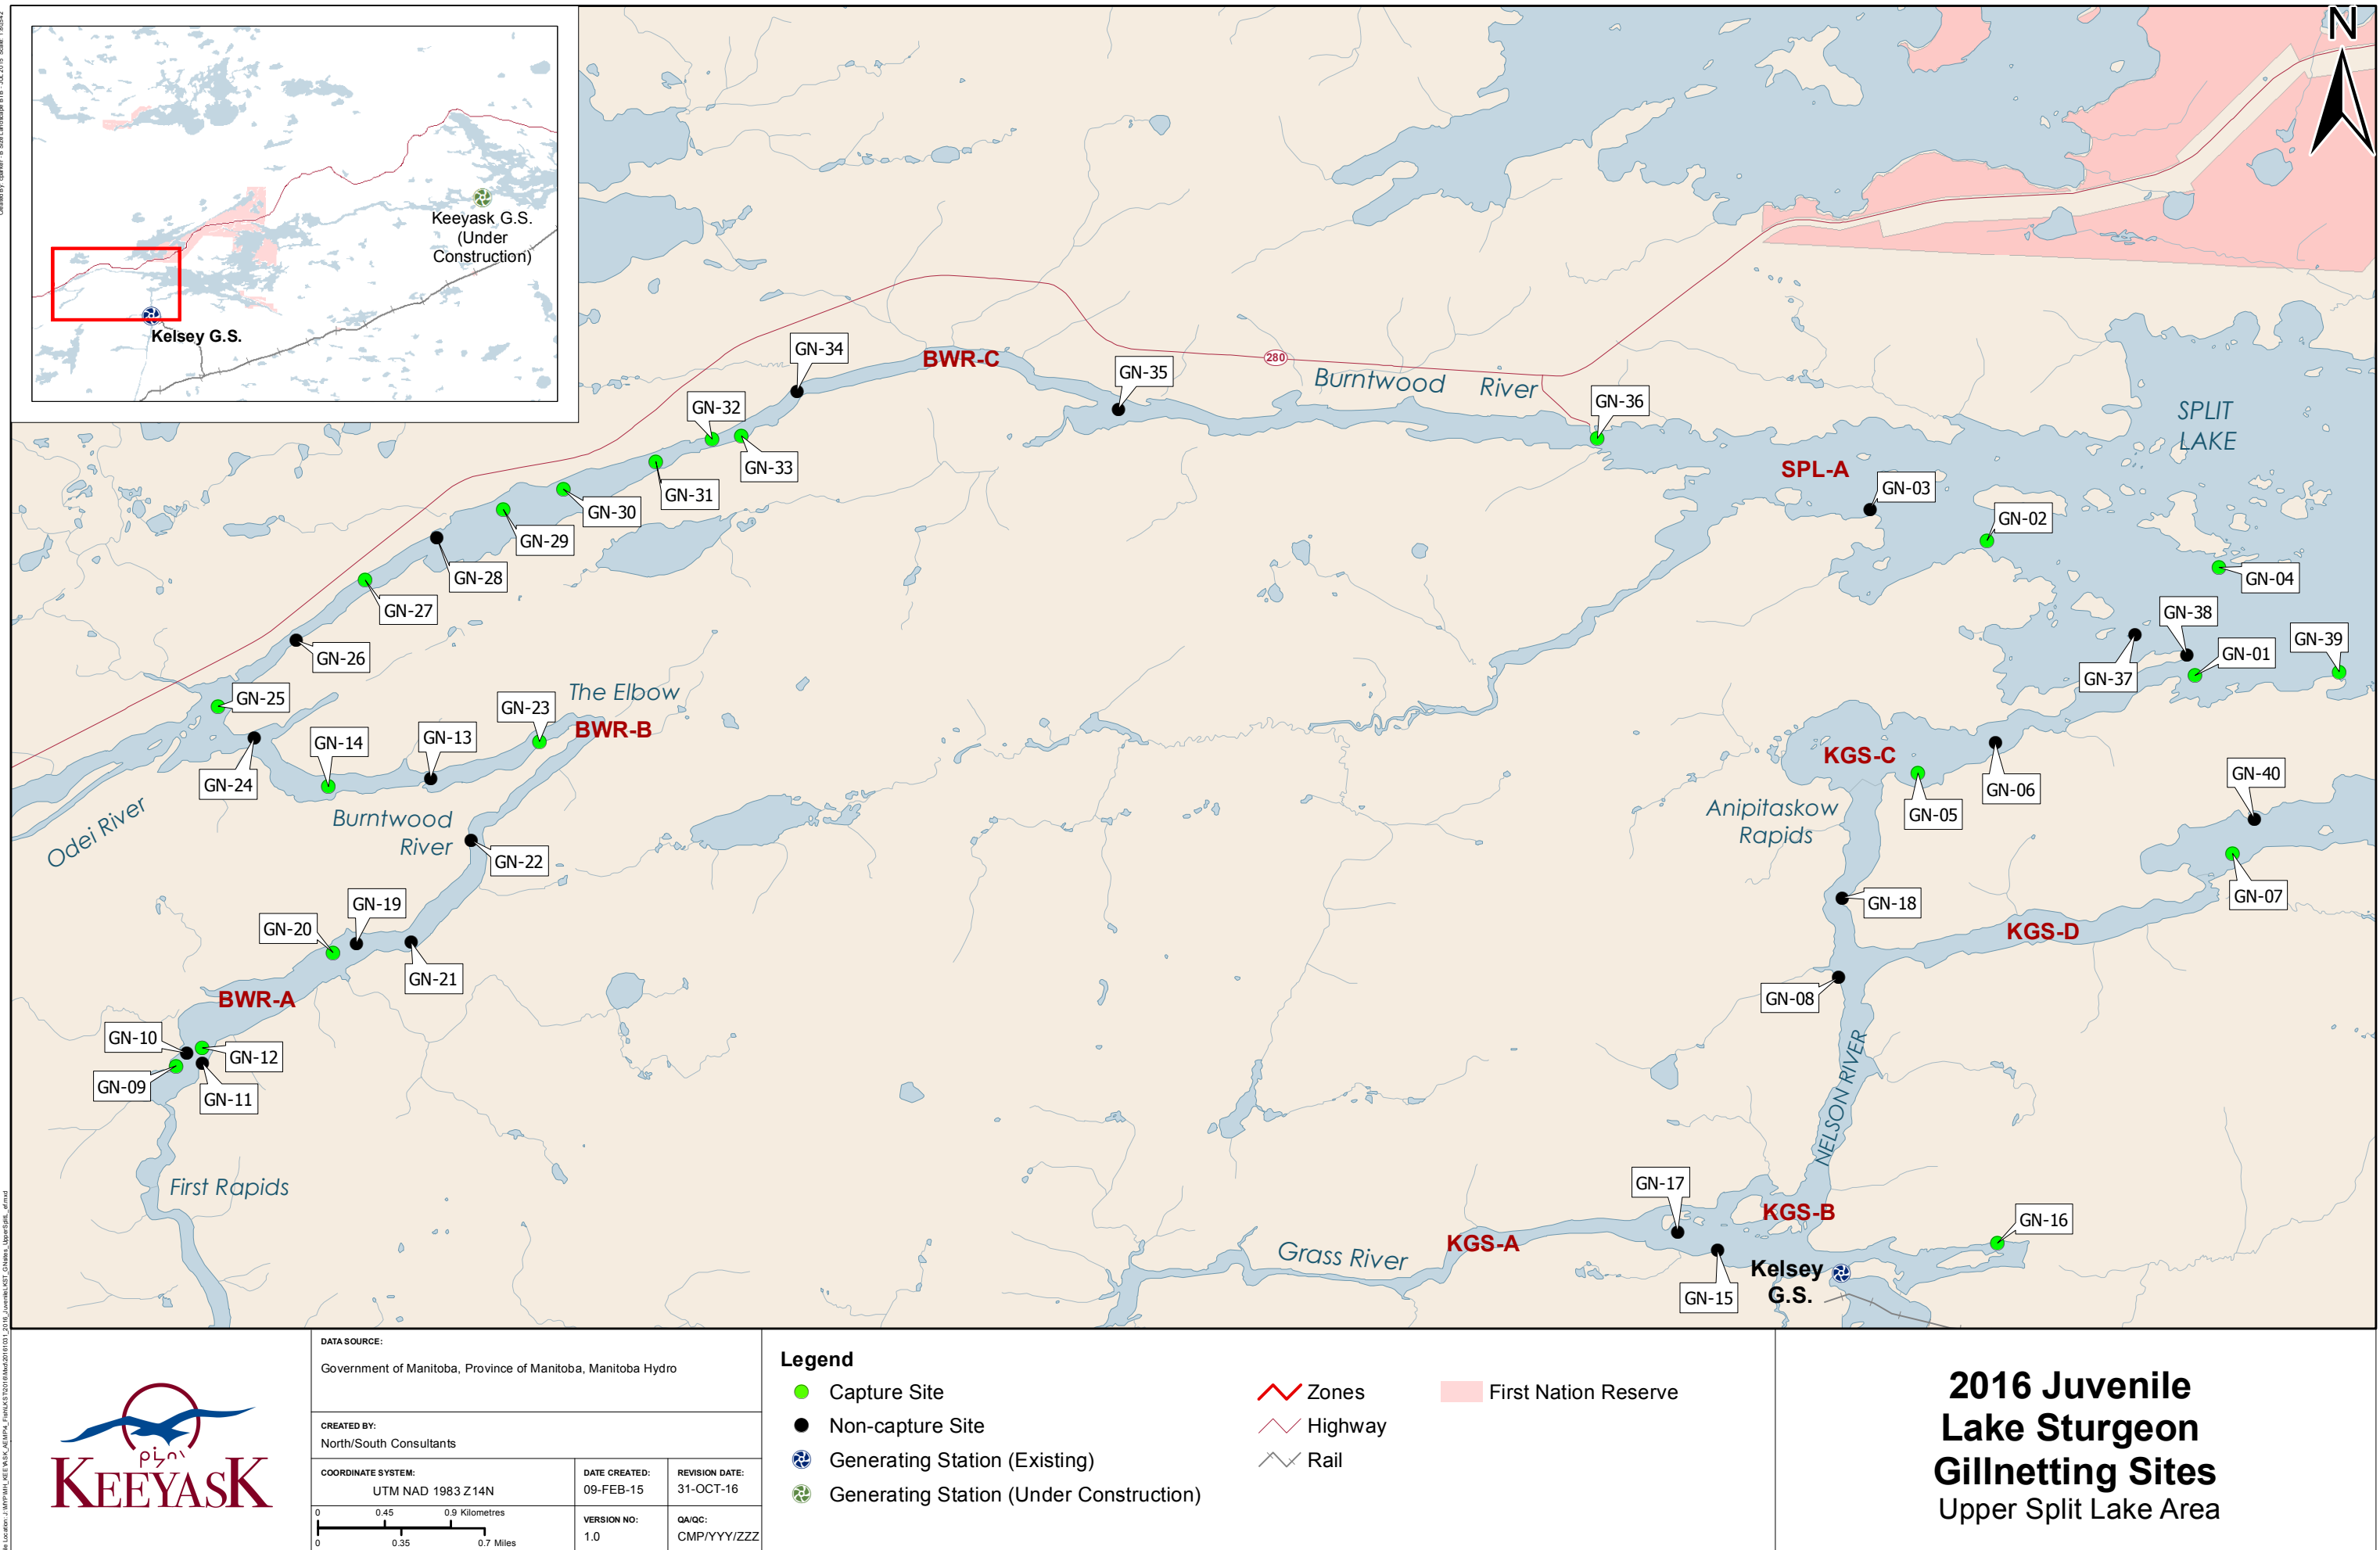 N
Keeyask G.S.
(Under
Construction)
Kelsey G.S.
GN-34
BWR-C
GN-35
280
Burntwood River
GN-36
SPLIT
LAKE
GN-32
GN-33
GN-31
GN-30
GN-29
GN-28
GN-27
GN-26
GN-25
SPL-A
GN-03
GN-02
GN-04
GN-38
GN-39
GN-01
GN-37
The Elbow
BWR-B
GN-23
GN-13
GN-14
GN-24
Odei River
Burntwood
River
GN-22
KGS-C
GN-06
GN-05
GN-40
GN-07
Anipitaskow
Rapids
GN-18
KGS-D
GN-08
GN-19
GN-20
GN-21
BWR-A
GN-10
GN-12
GN-09
GN-11
First Rapids
NELSON RIVER
GN-17
KGS-B
GN-16
KGS-A
Grass River
GN-15
Kelsey
G.S.
KEEYASK
DATA SOURCE:
Government of Manitoba, Province of Manitoba, Manitoba Hydro
CREATED BY:
North/South Consultants
COORDINATE SYSTEM:
UTM NAD 1983 Z14N
DATE CREATED:
09-FEB-15
REVISION DATE:
31-OCT-16
0 0.45 0.9 Kilometres
0 0.35 0.7 Miles
VERSION NO:
1.0
QA/QC:
CMP/YYY/ZZZ
Legend
Capture Site
Non-capture Site
Generating Station (Existing)
Generating Station (Under Construction)
Zones
Highway
Rail
First Nation Reserve
2016 Juvenile
Lake Sturgeon
Gillnetting Sites
Upper Split Lake Area